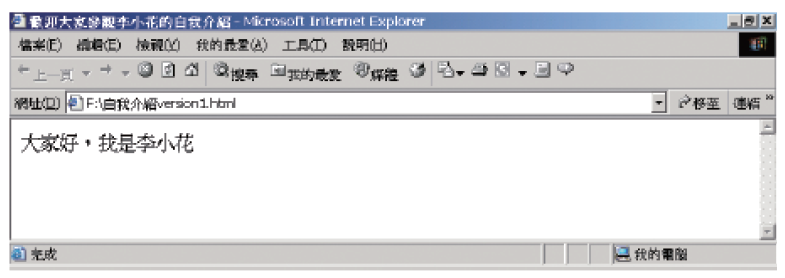 歡迎大家參觀李小花的自我介紹 - Microsoft Internet Explorer
檔案(F) 編輯(E) 檢視(V) 我的最愛(A) 工具(T) 說明(H)
上一頁 搜尋 我的最愛 媒體
網址(D) F:\自我介紹version1.html 移至 連結 »
大家好，我是李小花
完成 我的電腦